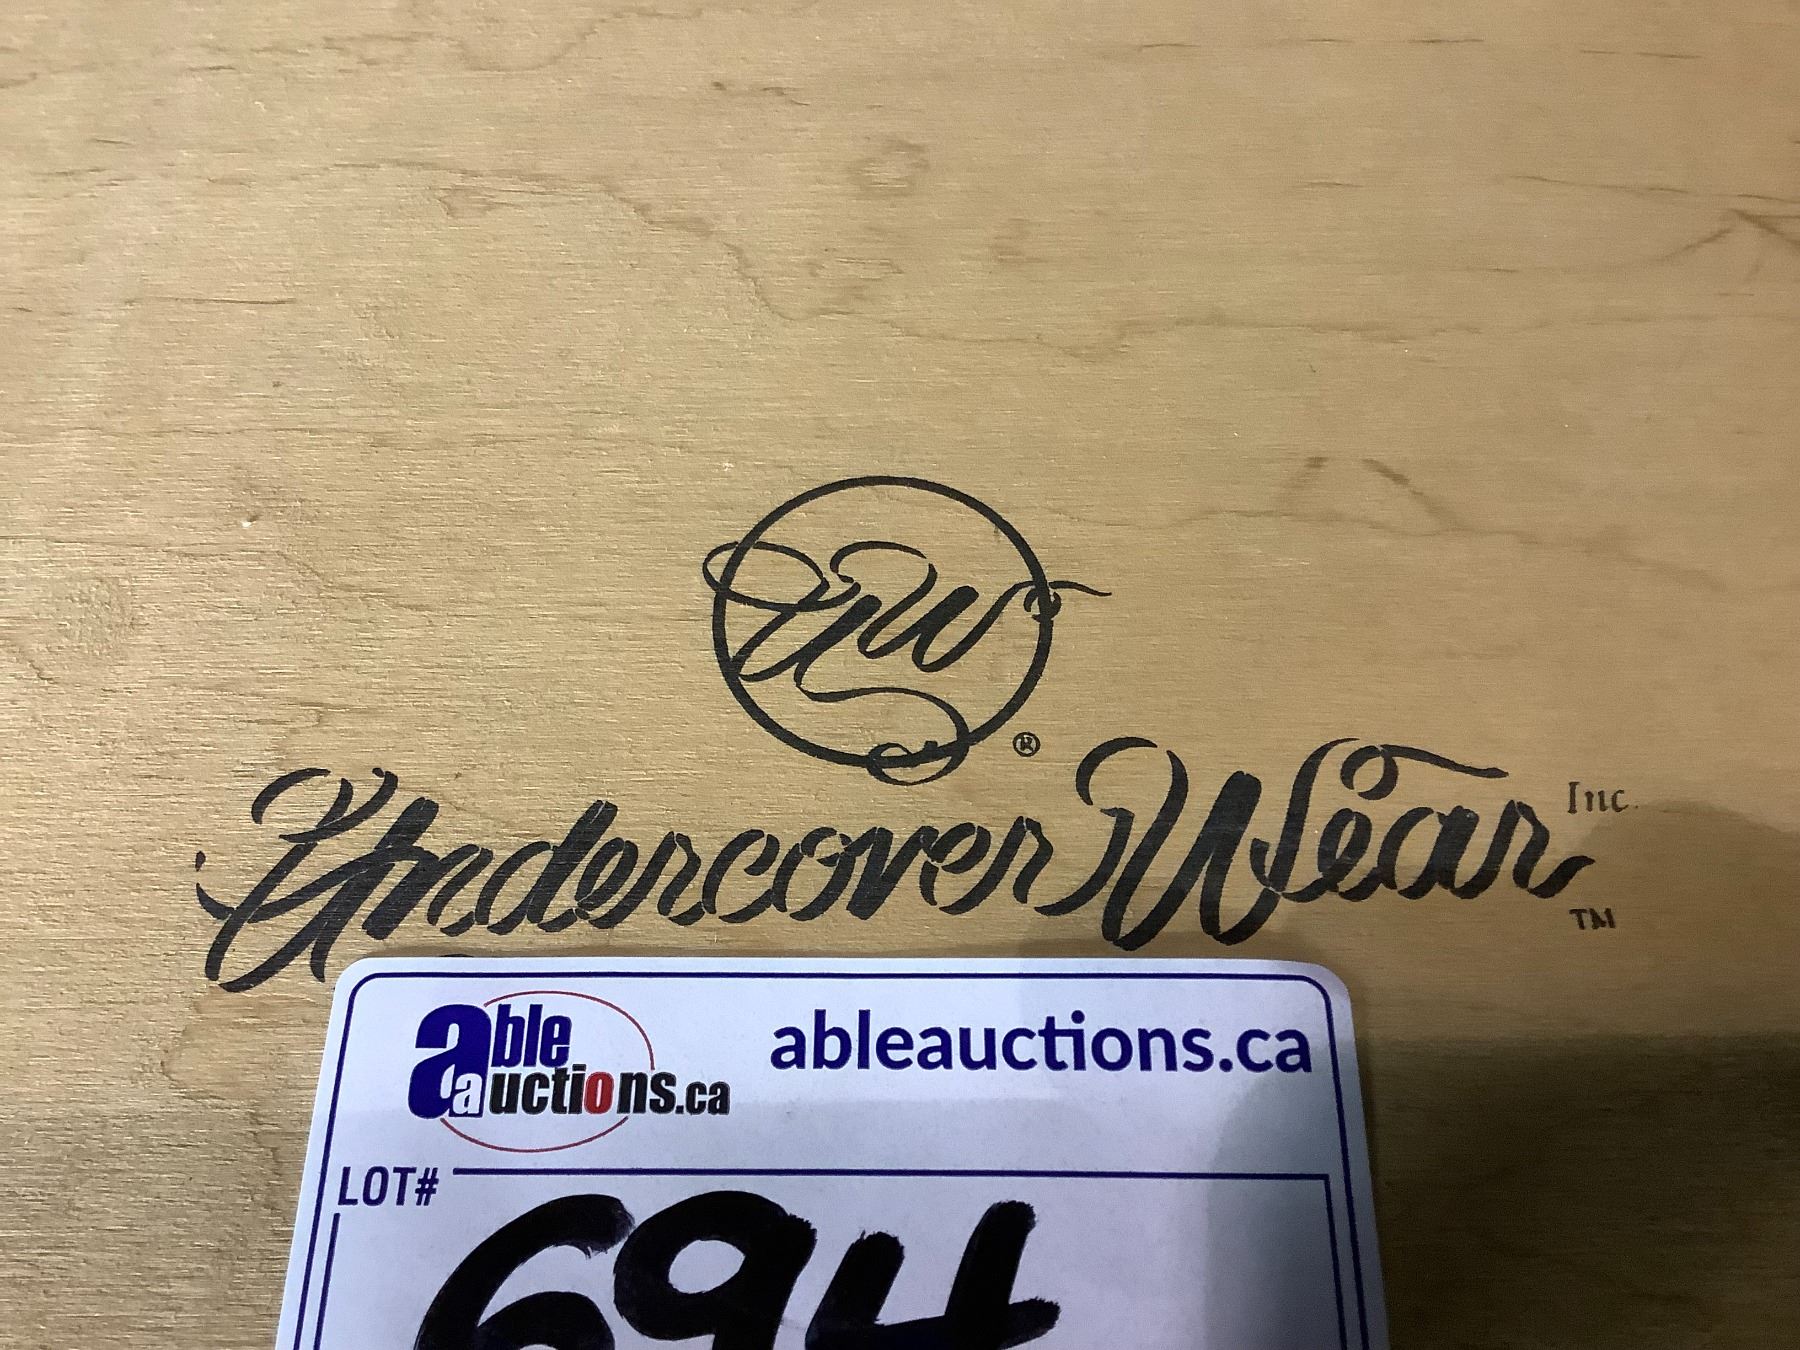 UW ®
Undercover Wear Inc. TM
able auctions.ca
ableauctions.ca
LOT#
694